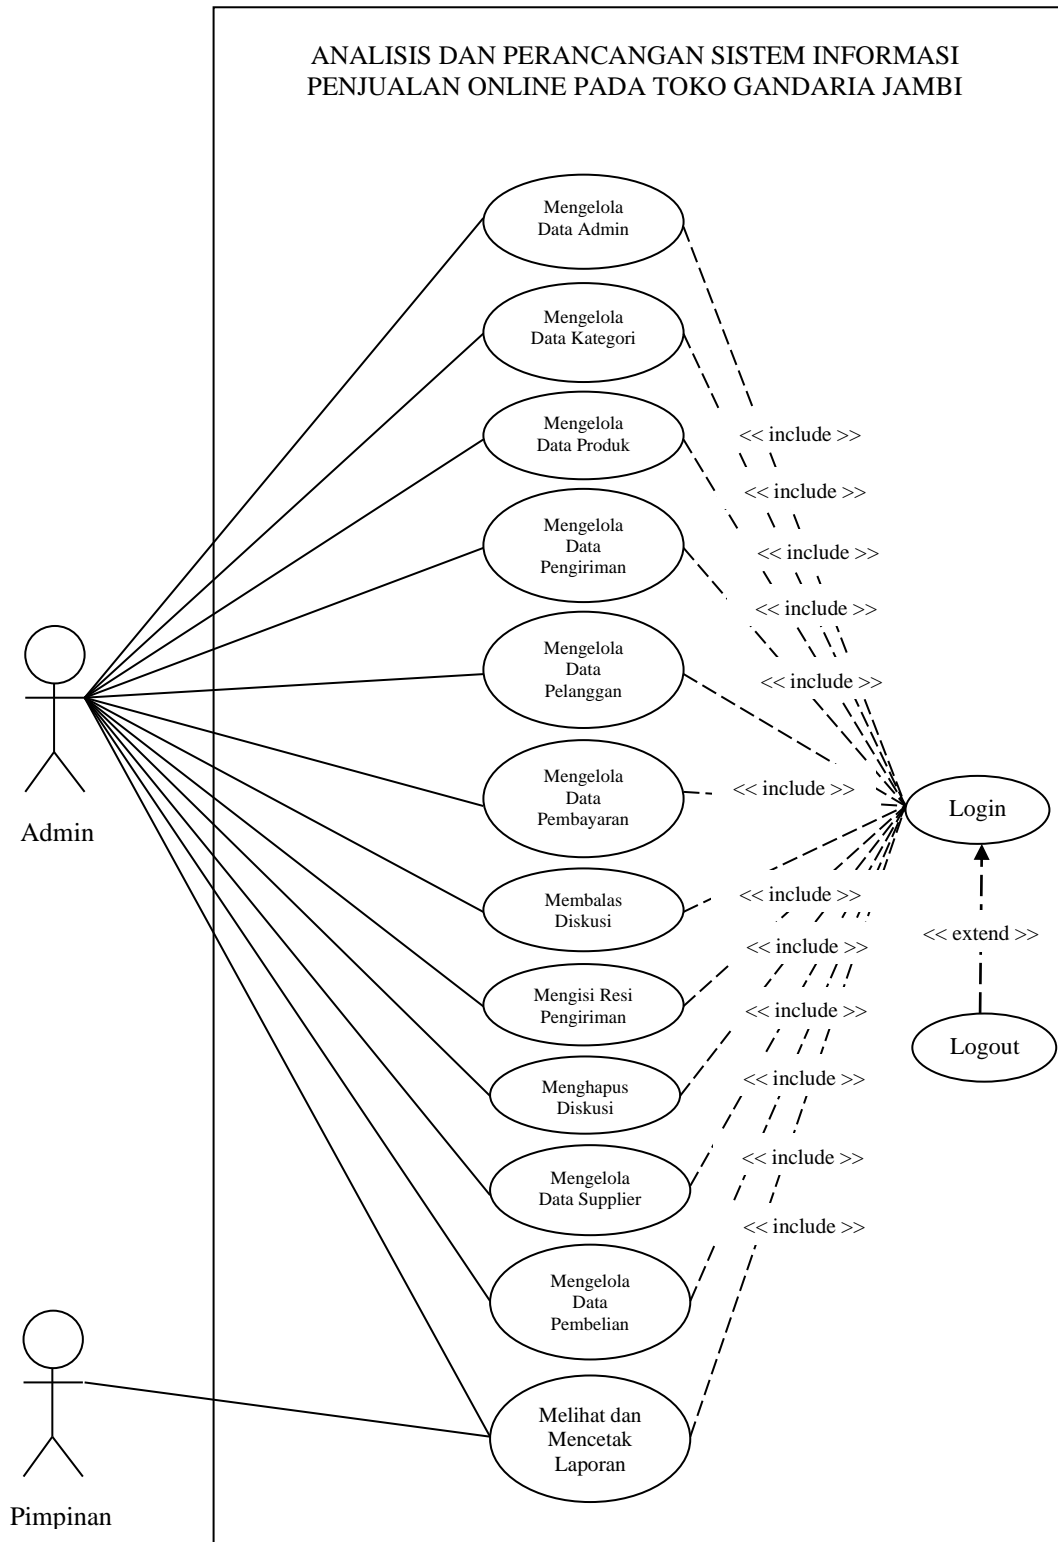 ANALISIS DAN PERANCANGAN SISTEM INFORMASI
PENJUALAN ONLINE PADA TOKO GANDARIA JAMBI
Mengelola
Data Admin
Mengelola
Data Kategori
Mengelola
Data Produk
<< include >>
<< include >>
Mengelola
Data
Pengiriman
<< include >>
<< include >>
Mengelola
Data
Pelanggan
<< include >>
Mengelola
Data
Pembayaran
<< include >>
Login
Admin
Membalas
Diskusi
<< include >>
<< extend >>
<< include >>
Mengisi Resi
Pengiriman
<< include >>
Logout
Menghapus
Diskusi
<< include >>
<< include >>
Mengelola
Data Supplier
<< include >>
Mengelola
Data
Pembelian
Melihat dan
Mencetak
Laporan
Pimpinan